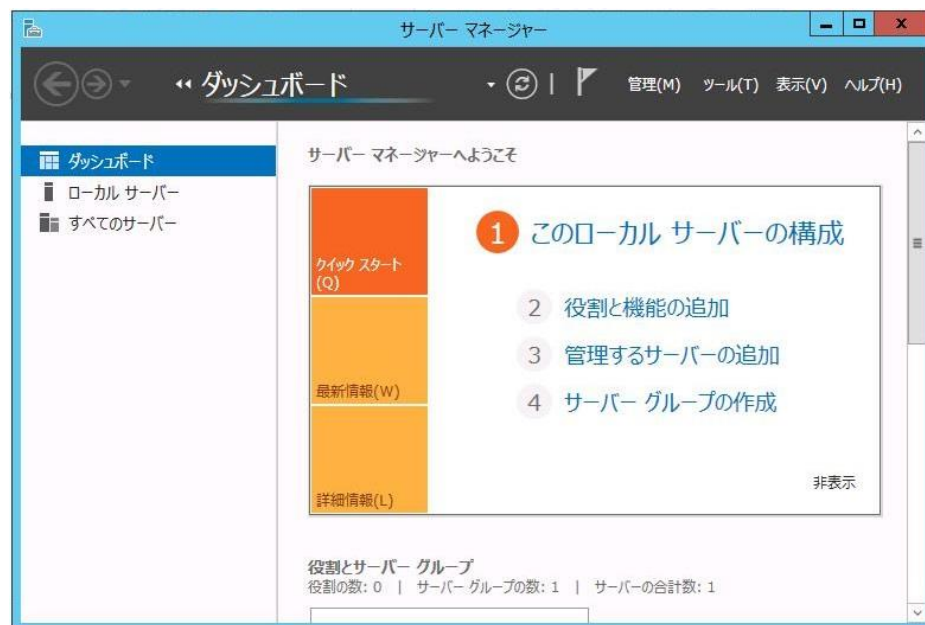 サーバー マネージャー
ダッシュボード
管理(M) ツール(T) 表示(V) ヘルプ(H)
ダッシュボード
ローカル サーバー
すべてのサーバー
サーバー マネージャーへようこそ
クイック スタート
(Q)
最新情報(W)
詳細情報(L)
1 このローカル サーバーの構成
2 役割と機能の追加
3 管理するサーバーの追加
4 サーバー グループの作成
非表示
役割とサーバー グループ
役割の数: 0 | サーバー グループの数: 1 | サーバーの合計数: 1